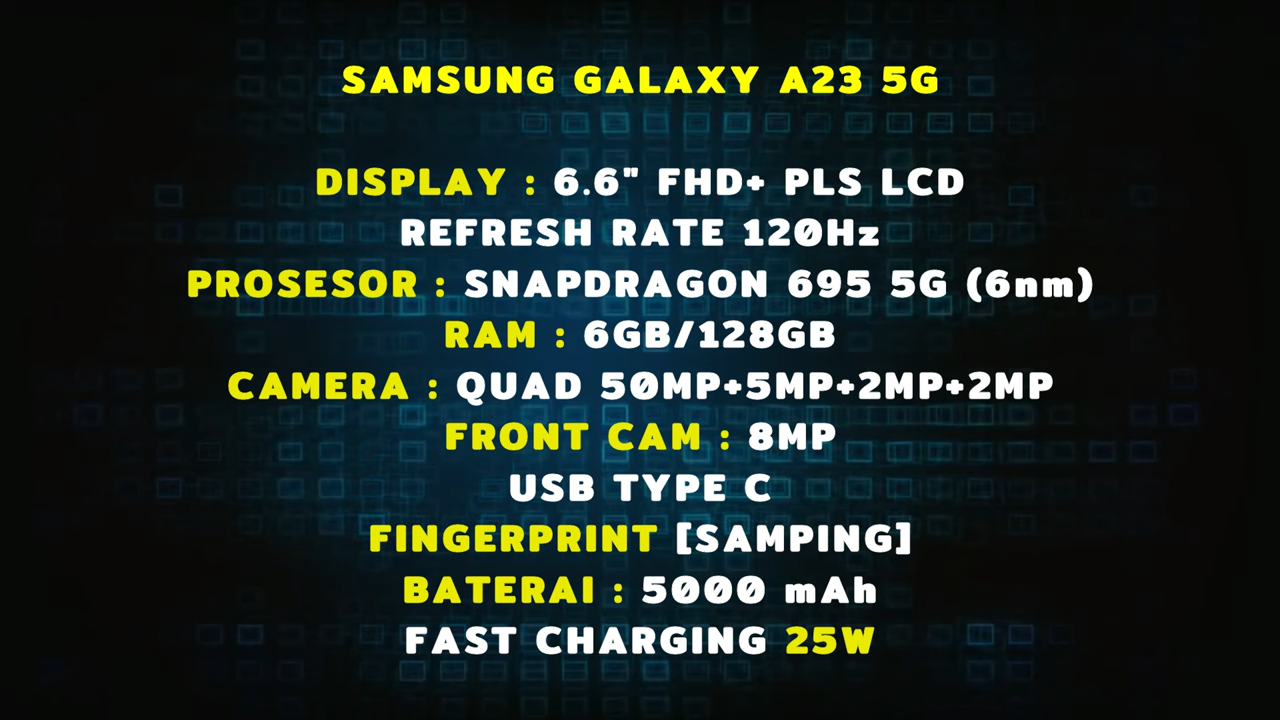 SAMSUNG GALAXY A23 5G
DISPLAY : 6.6" FHD+ PLS LCD
REFRESH RATE 120Hz
PROSESOR : SNAPDRAGON 695 5G (6nm)
RAM : 6GB/128GB
CAMERA : QUAD 50MP+5MP+2MP+2MP
FRONT CAM : 8MP
USB TYPE C
FINGERPRINT [SAMPING]
BATERAI : 5000 mAh
FAST CHARGING 25W